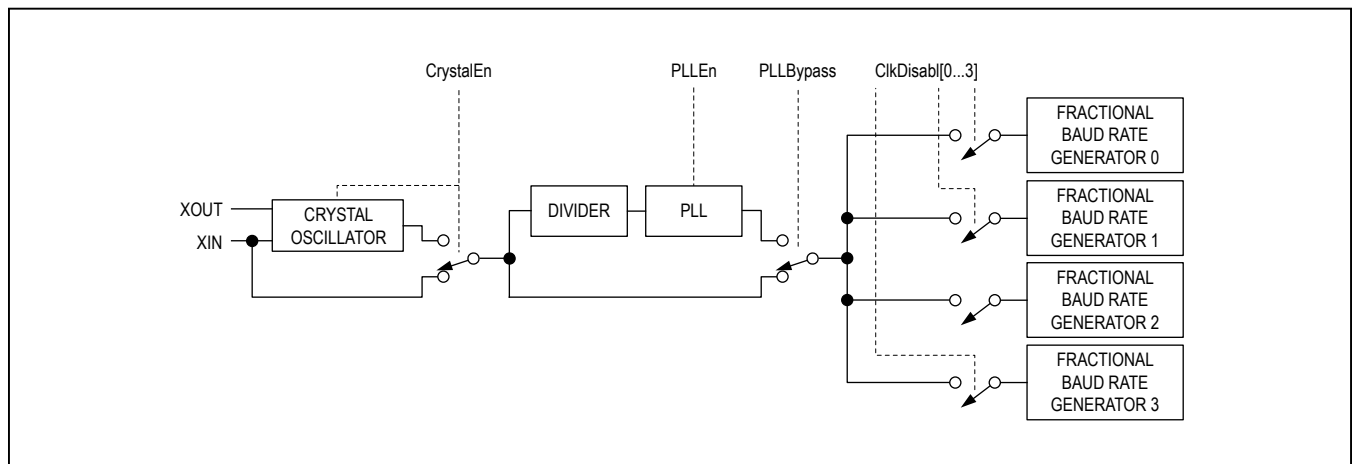 CrystalEn
PLLEn
PLLBypass
ClkDisabl[0...3]
XOUT
XIN
CRYSTAL
OSCILLATOR
DIVIDER
PLL
FRACTIONAL
BAUD RATE
GENERATOR 0
FRACTIONAL
BAUD RATE
GENERATOR 1
FRACTIONAL
BAUD RATE
GENERATOR 2
FRACTIONAL
BAUD RATE
GENERATOR 3